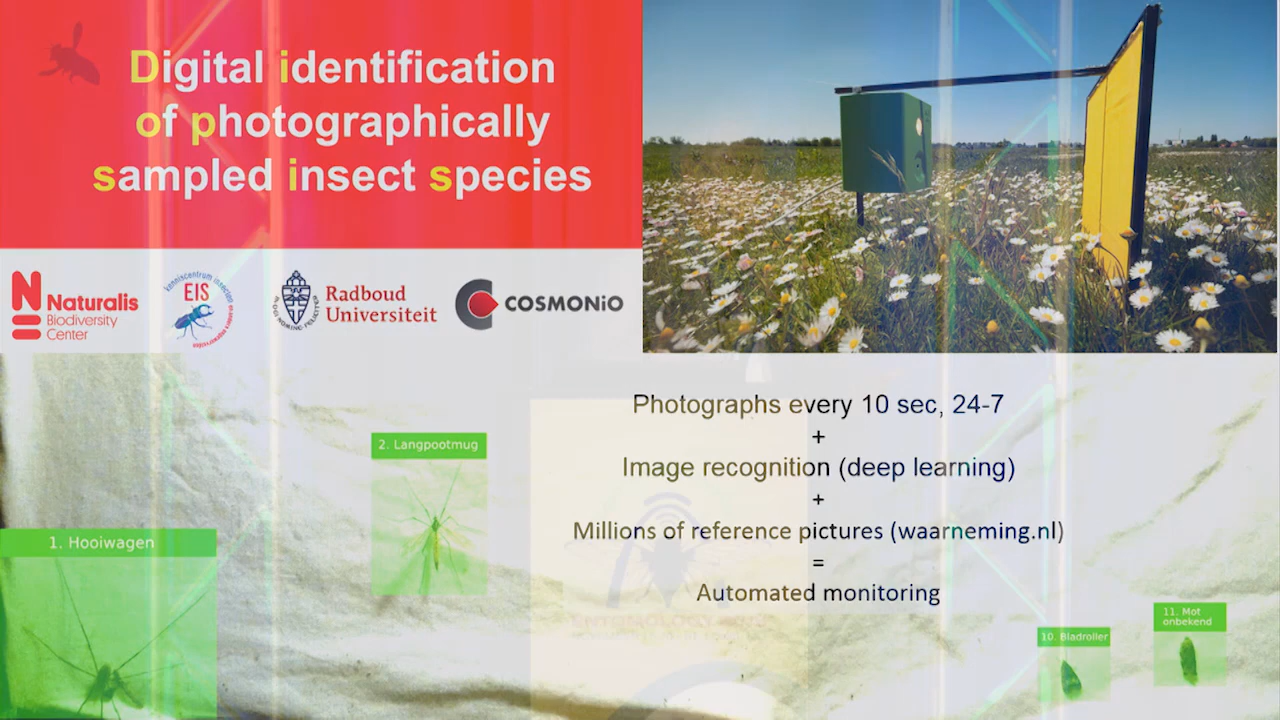 Digital identification
of photographically
sampled insect species
Naturalis
Biodiversity
Center
EIS
Radboud
Universiteit
COSMONiO
Photographs every 10 sec, 24-7
+
Image recognition (deep learning)
+
Millions of reference pictures (waarneming.nl)
=
Automated monitoring
2. Langpootmug
1. Hooiwagen
10. Bladroller
11. Mot
onbekend